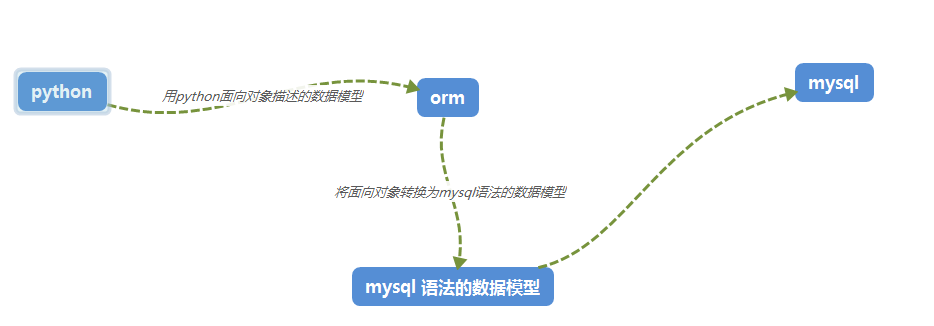 python
用python面向对象描述的数据模型
orm
mysql
将面向对象转换为mysql语法的数据模型
mysql 语法的数据模型